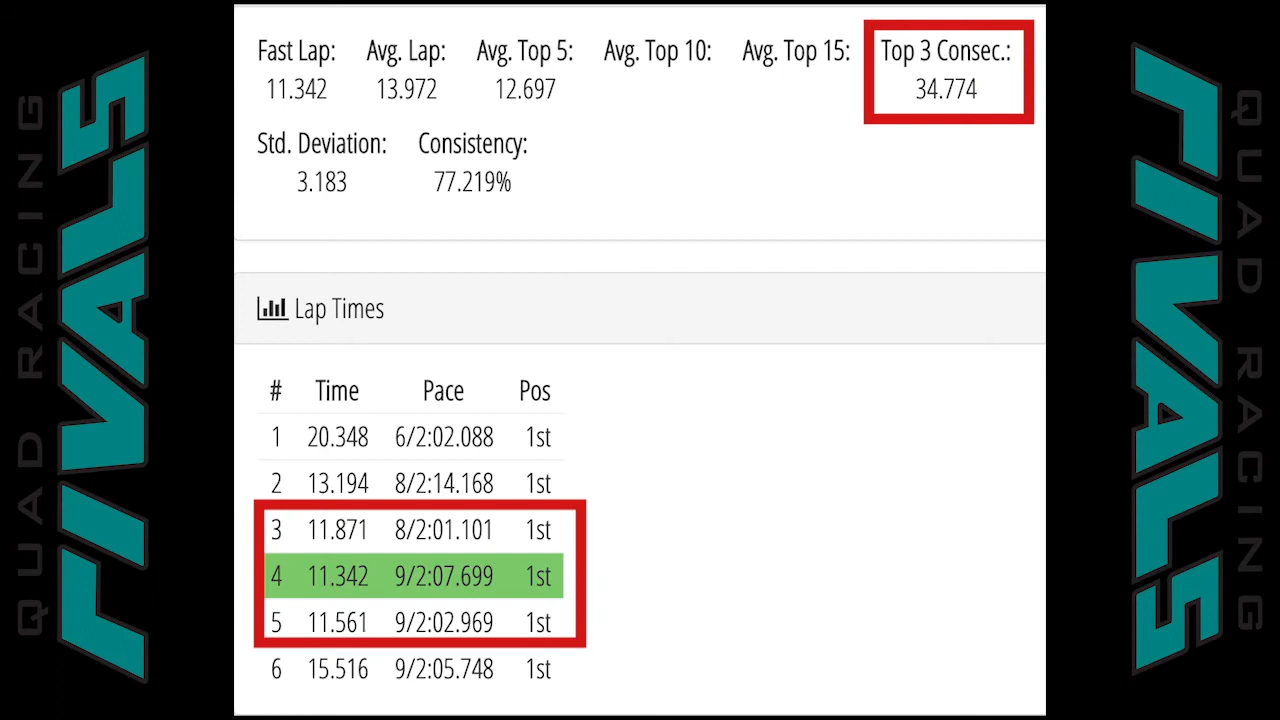 QUAD RACING
RIVALS
Fast Lap: Avg. Lap: Avg. Top 5: Avg. Top 10: Avg. Top 15: Top 3 Consec.:
11.342 13.972 12.697 34.774
Std. Deviation: Consistency:
3.183 77.219%
Lap Times
# Time Pace Pos
1 20.348 6/2:02.088 1st
2 13.194 8/2:14.168 1st
3 11.871 8/2:01.101 1st
4 11.342 9/2:07.699 1st
5 11.561 9/2:02.969 1st
6 15.516 9/2:05.748 1st
RIVALS
QUAD RACING